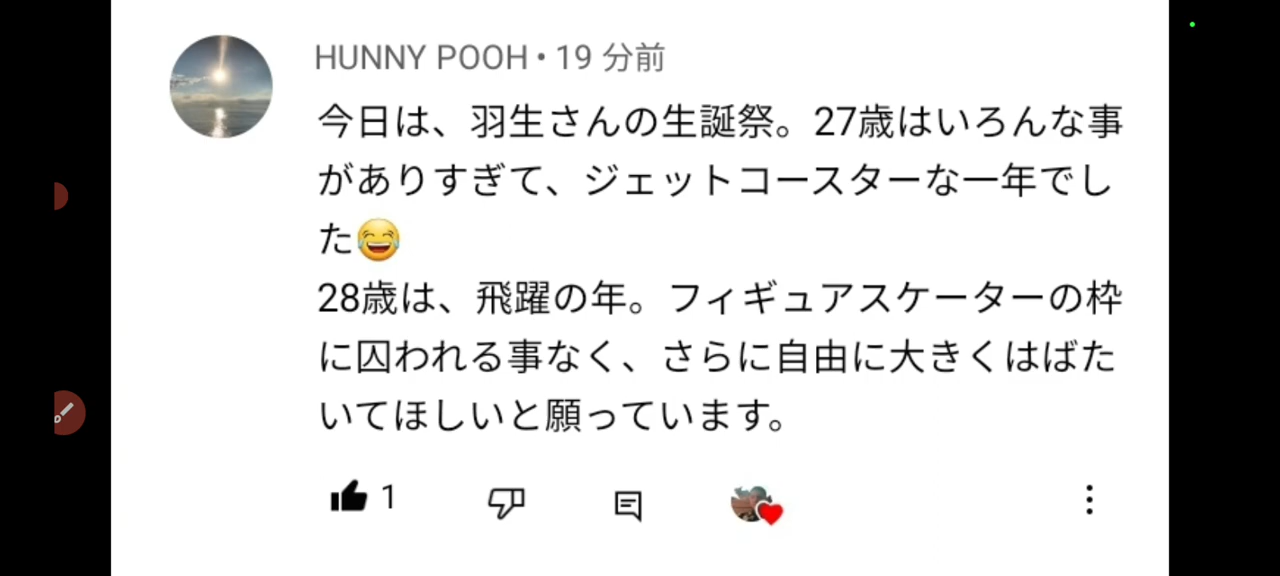 HUNNY POOH • 19 分前
今日は、羽生さんの生誕祭。27歳はいろんな事
がありすぎて、ジェットコースターな一年でし
た😂
28歳は、飛躍の年。フィギュアスケーターの枠
に囚われる事なく、さらに自由に大きくはばた
いてほしいと願っています。
1